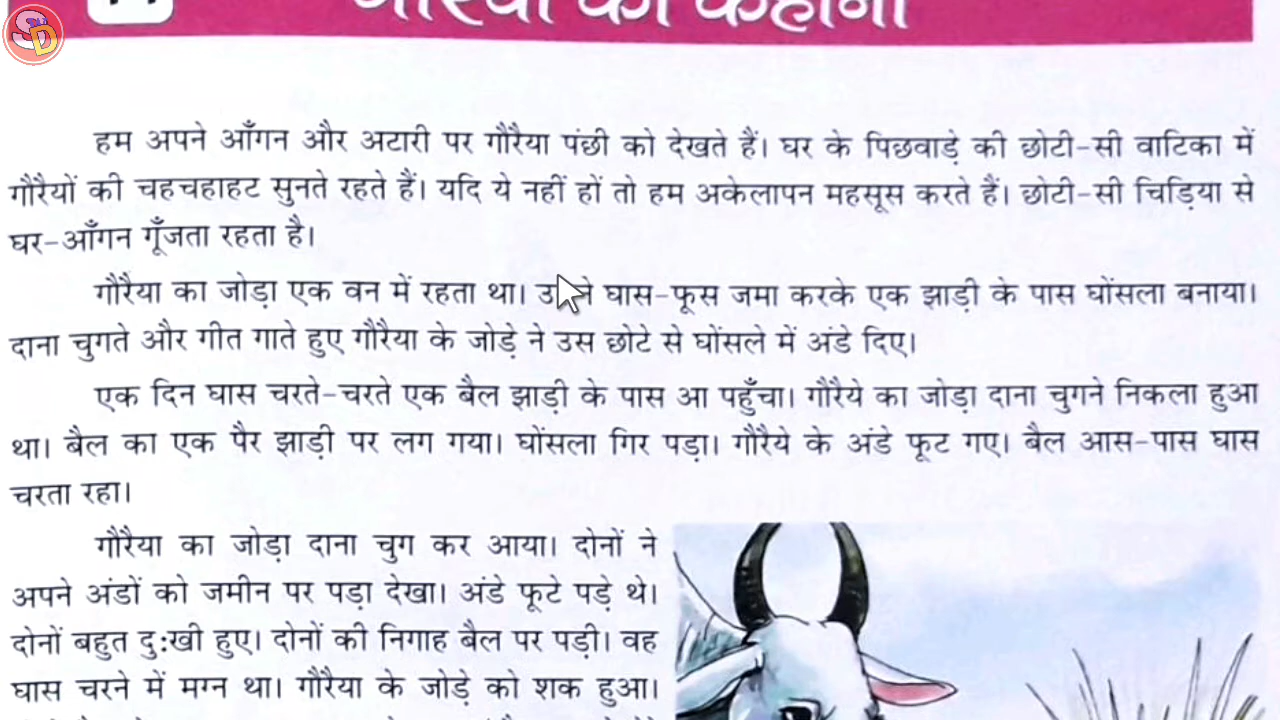 SD
गौरैया की कहानी
हम अपने आँगन और अटारी पर गौरैया पंछी को देखते हैं। घर के पिछवाड़े की छोटी-सी वाटिका में
गौरैयों की चहचहाहट सुनते रहते हैं। यदि ये नहीं हों तो हम अकेलापन महसूस करते हैं। छोटी-सी चिड़िया से
घर-आँगन गूँजता रहता है।
गौरैया का जोड़ा एक वन में रहता था। घास-फूस जमा करके एक झाड़ी के पास घोंसला बनाया।
दाना चुगते और गीत गाते हुए गौरैया के जोड़े ने उस छोटे से घोंसले में अंडे दिए।
एक दिन घास चरते-चरते एक बैल झाड़ी के पास आ पहुँचा। गौरैये का जोड़ा दाना चुगने निकला हुआ
था। बैल का एक पैर झाड़ी पर लग गया। घोंसला गिर पड़ा। गौरैये के अंडे फूट गए। बैल आस-पास घास
चरता रहा।
गौरैया का जोड़ा दाना चुग कर आया। दोनों ने
अपने अंडों को जमीन पर पड़ा देखा। अंडे फूटे पड़े थे।
दोनों बहुत दुःखी हुए। दोनों की निगाह बैल पर पड़ी। वह
घास चरने में मग्न था। गौरैया के जोड़े को शक हुआ।